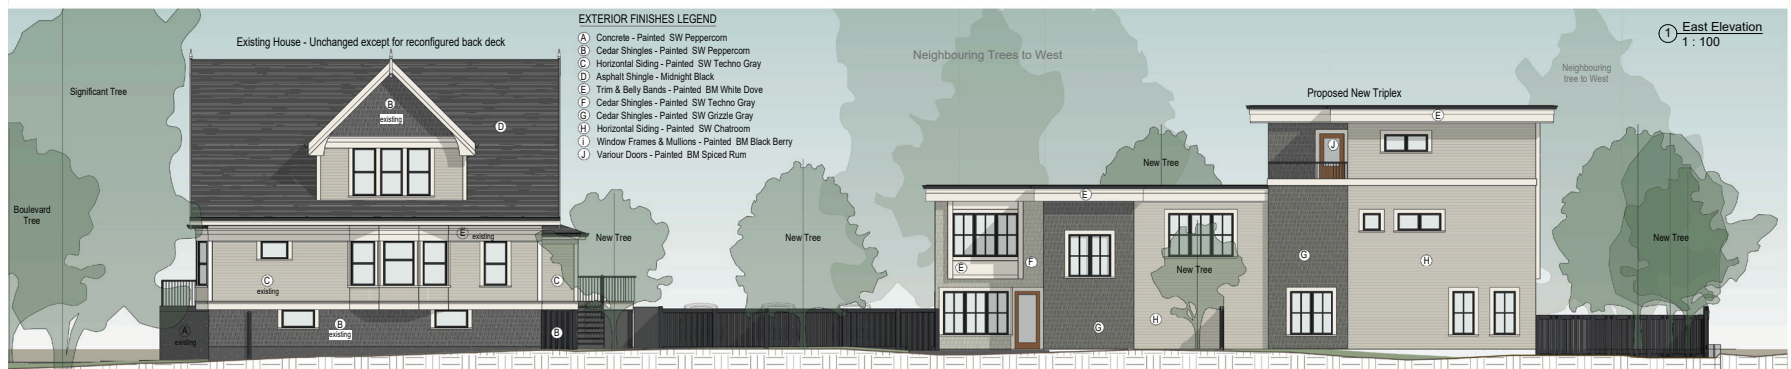 EXTERIOR FINISHES LEGEND
A Concrete - Painted SW Peppercorn
B Cedar Shingles - Painted SW Peppercorn
C Horizontal Siding - Painted SW Techno Gray
D Asphalt Shingle - Midnight Black
E Trim & Belly Bands - Painted BM White Dove
F Cedar Shingles - Painted SW Techno Gray
G Cedar Shingles - Painted SW Grizzle Gray
H Horizontal Siding - Painted SW Chatroom
i Window Frames & Mullions - Painted BM Black Berry
J Variour Doors - Painted BM Spiced Rum
1 East Elevation
1 : 100
Existing House - Unchanged except for reconfigured back deck
Neighbouring Trees to West
Neighbouring
tree to West
Proposed New Triplex
Significant Tree
Boulevard
Tree
B
existing
D
E existing
C
existing
C
A
existing
B
existing
B
New Tree
New Tree
New Tree
New Tree
New Tree
E
E
F
G
H
G
E
J
H